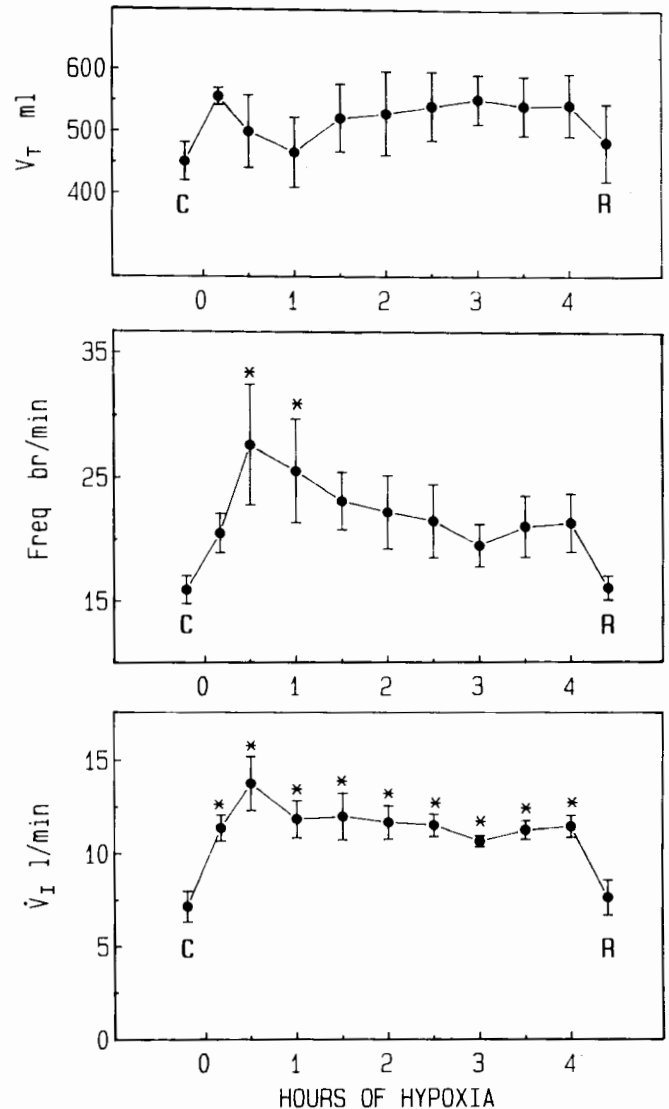 600
500
400
V_T ml
C
R
0 1 2 3 4
35
25
15
Freq br/min
* *
C
R
0 1 2 3 4
15
10
5
0
V̇_I l/min
* * * * * * * * *
C
R
0 1 2 3 4
HOURS OF HYPOXIA